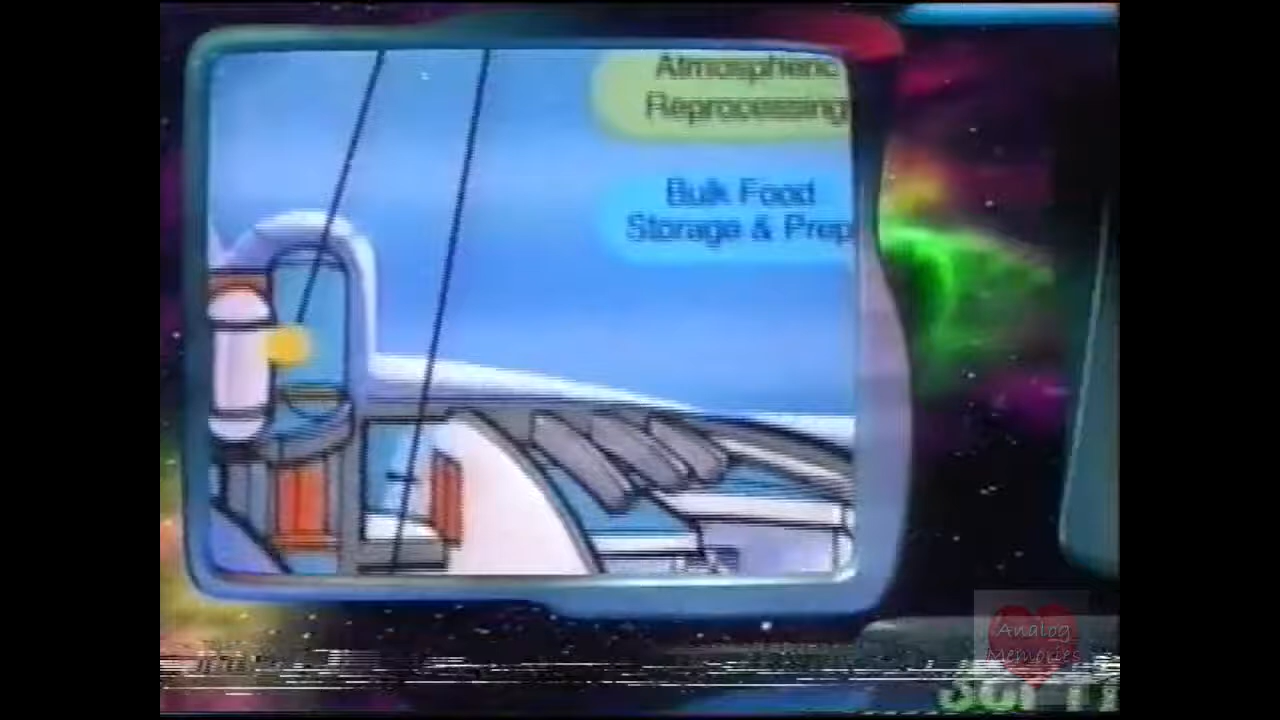 Atmospheric
Reprocessing
Bulk Food
Storage & Prep
Analog
Memories